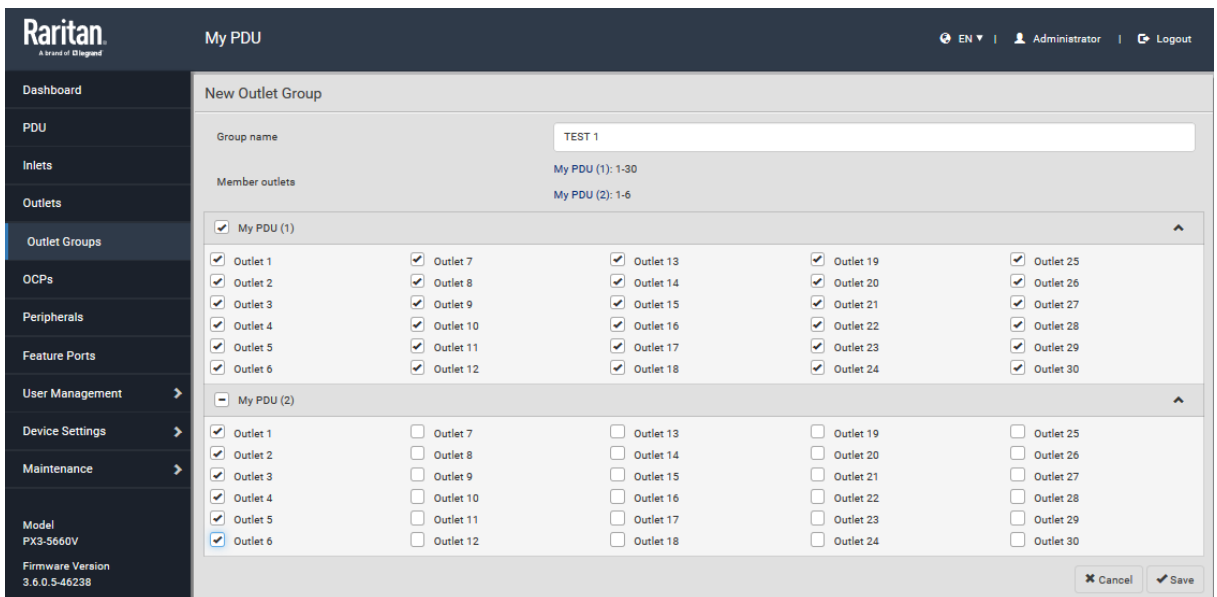 Raritan.
A brand of legrand
My PDU
EN
Administrator
Logout
Dashboard
PDU
Inlets
Outlets
Outlet Groups
OCPs
Peripherals
Feature Ports
User Management
Device Settings
Maintenance
Model
PX3-5660V
Firmware Version
3.6.0.5-46238
New Outlet Group
Group name
TEST 1
Member outlets
My PDU (1): 1-30
My PDU (2): 1-6
My PDU (1)
Outlet 1 Outlet 7 Outlet 13 Outlet 19 Outlet 25
Outlet 2 Outlet 8 Outlet 14 Outlet 20 Outlet 26
Outlet 3 Outlet 9 Outlet 15 Outlet 21 Outlet 27
Outlet 4 Outlet 10 Outlet 16 Outlet 22 Outlet 28
Outlet 5 Outlet 11 Outlet 17 Outlet 23 Outlet 29
Outlet 6 Outlet 12 Outlet 18 Outlet 24 Outlet 30
My PDU (2)
Outlet 1 Outlet 7 Outlet 13 Outlet 19 Outlet 25
Outlet 2 Outlet 8 Outlet 14 Outlet 20 Outlet 26
Outlet 3 Outlet 9 Outlet 15 Outlet 21 Outlet 27
Outlet 4 Outlet 10 Outlet 16 Outlet 22 Outlet 28
Outlet 5 Outlet 11 Outlet 17 Outlet 23 Outlet 29
Outlet 6 Outlet 12 Outlet 18 Outlet 24 Outlet 30
Cancel Save